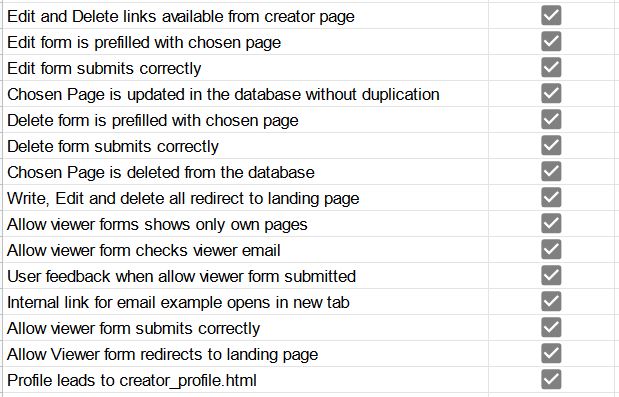 Edit and Delete links available from creator page
Edit form is prefilled with chosen page
Edit form submits correctly
Chosen Page is updated in the database without duplication
Delete form is prefilled with chosen page
Delete form submits correctly
Chosen Page is deleted from the database
Write, Edit and delete all redirect to landing page
Allow viewer forms shows only own pages
Allow viewer form checks viewer email
User feedback when allow viewer form submitted
Internal link for email example opens in new tab
Allow viewer form submits correctly
Allow Viewer form redirects to landing page
Profile leads to creator_profile.html